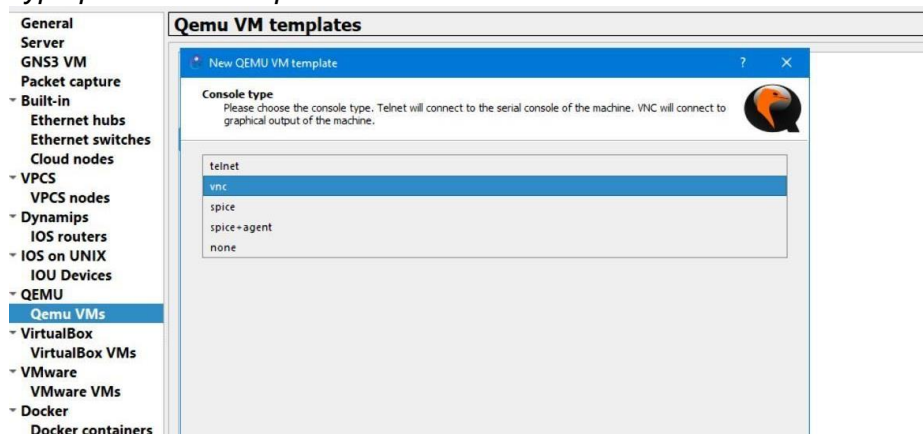 General
Server
GNS3 VM
Packet capture
Built-in
Ethernet hubs
Ethernet switches
Cloud nodes
VPCS
VPCS nodes
Dynamips
IOS routers
IOS on UNIX
IOU Devices
QEMU
Qemu VMs
VirtualBox
VirtualBox VMs
VMware
VMware VMs
Docker
Docker containers
Qemu VM templates
New QEMU VM template
Console type
Please choose the console type. Telnet will connect to the serial console of the machine. VNC will connect to
graphical output of the machine.
telnet
vnc
spice
spice+agent
none